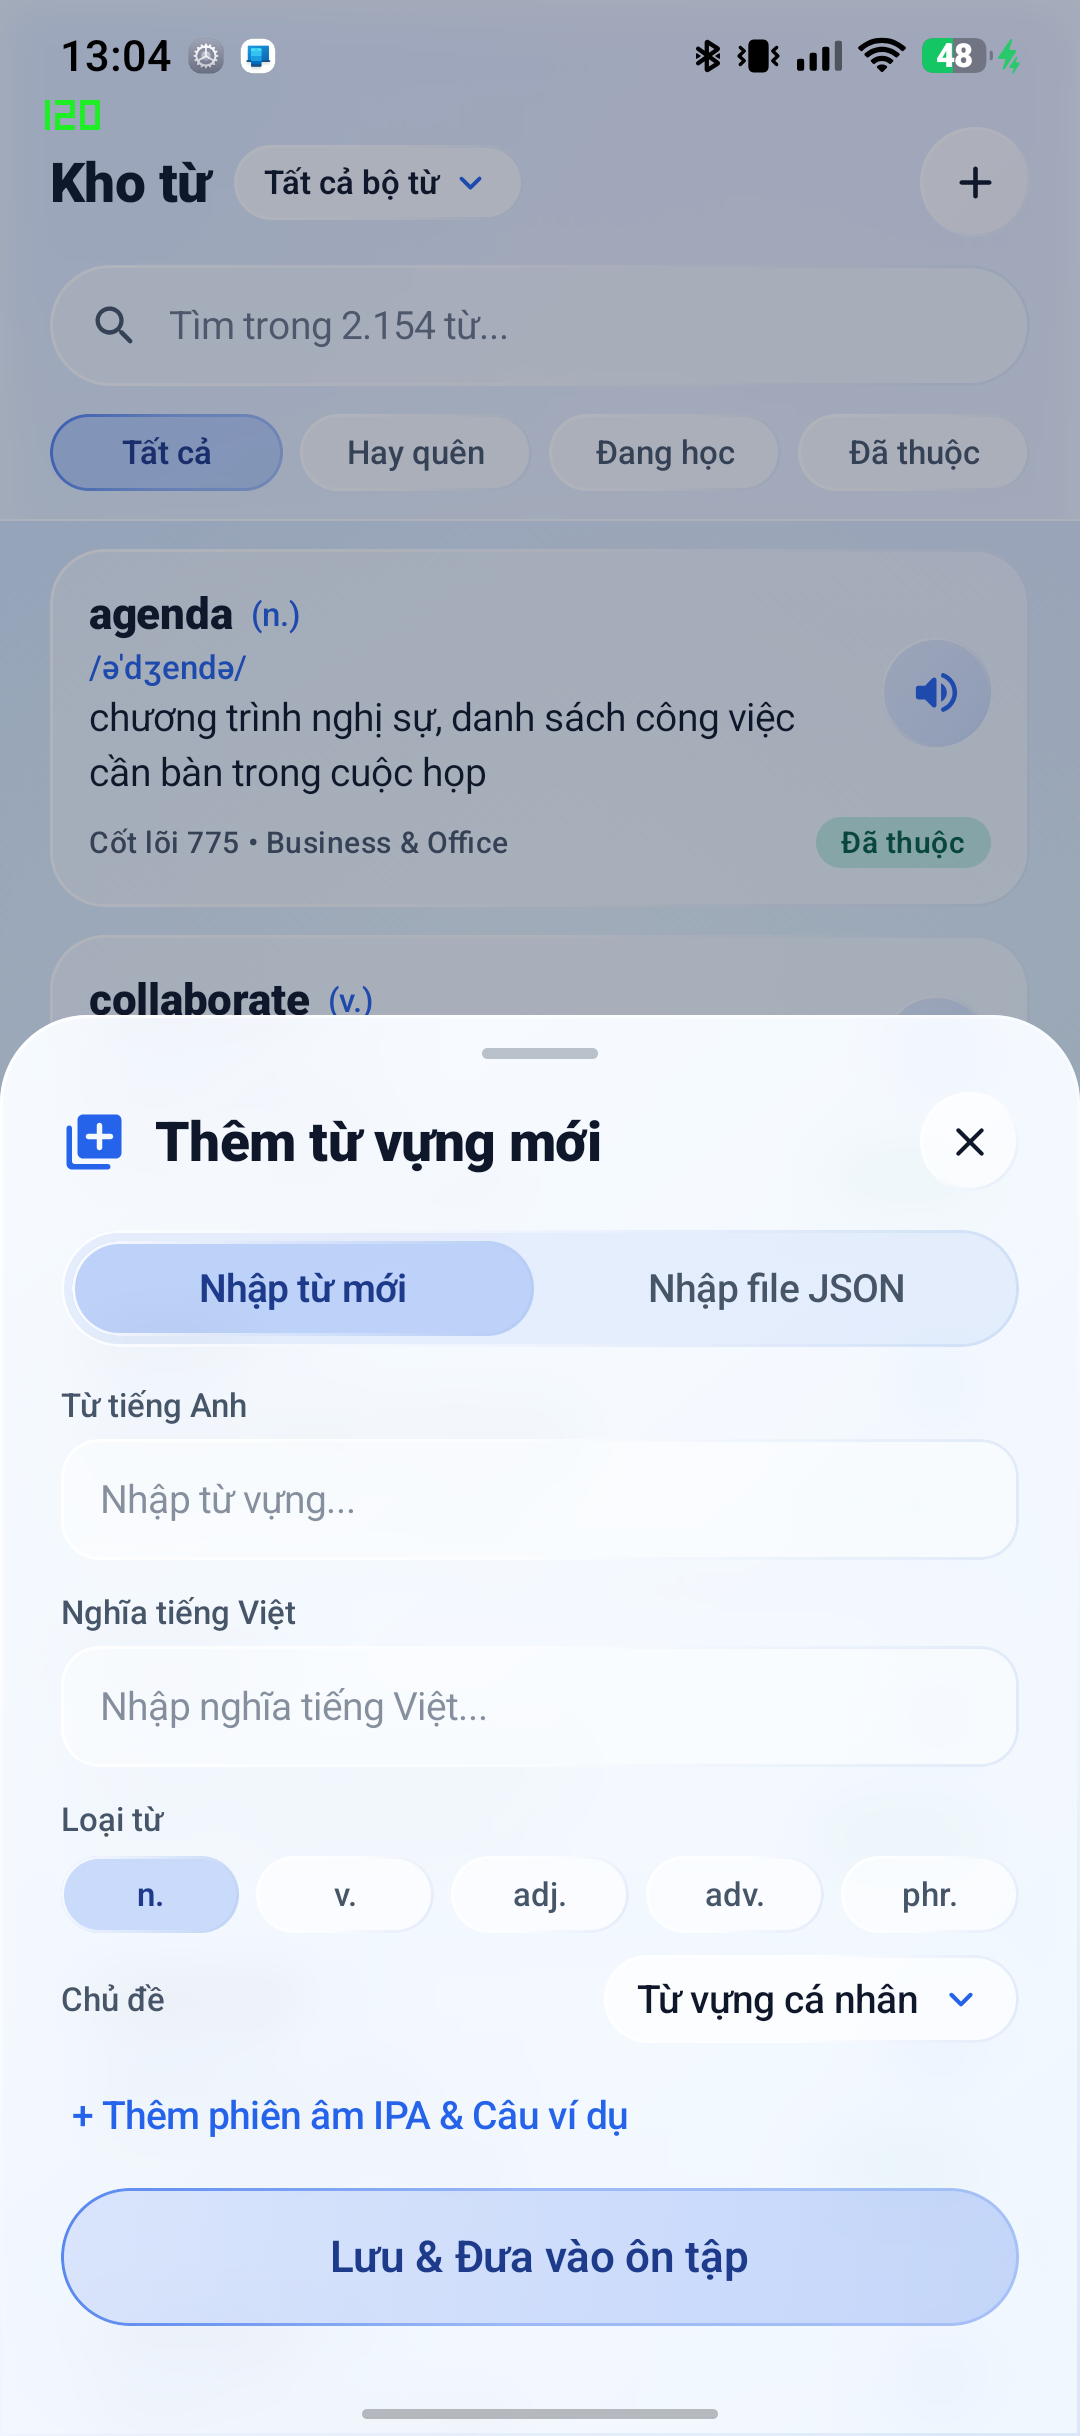 13:04
48
120
Kho từ
Tất cả bộ từ
Tìm trong 2.154 từ...
Tất cả
Hay quên
Đang học
Đã thuộc
agenda (n.)
/əˈdʒendə/
chương trình nghị sự, danh sách công việc
cần bàn trong cuộc họp
Cốt lõi 775 • Business & Office
Đã thuộc
collaborate (v.)
Thêm từ vựng mới
Nhập từ mới
Nhập file JSON
Từ tiếng Anh
Nhập từ vựng...
Nghĩa tiếng Việt
Nhập nghĩa tiếng Việt...
Loại từ
n.
v.
adj.
adv.
phr.
Chủ đề
Từ vựng cá nhân
+ Thêm phiên âm IPA & Câu ví dụ
Lưu & Đưa vào ôn tập